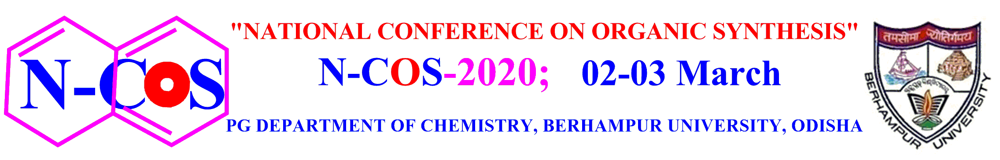 N-COS
"NATIONAL CONFERENCE ON ORGANIC SYNTHESIS"
N-COS-2020; 02-03 March
PG DEPARTMENT OF CHEMISTRY, BERHAMPUR UNIVERSITY, ODISHA
तमसोमा ज्योतिर्गमय
BERHAMPUR UNIVERSITY